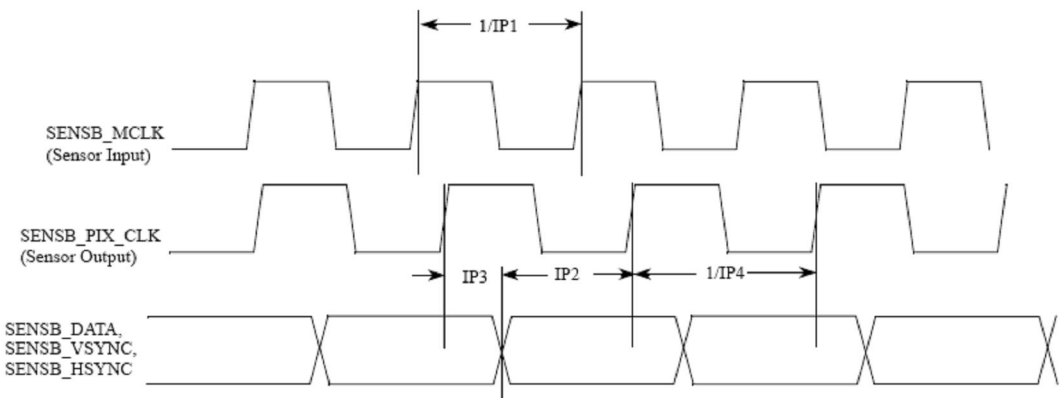 1/IP1
SENSB_MCLK
(Sensor Input)
SENSB_PIX_CLK
(Sensor Output)
IP3
IP2
1/IP4
SENSB_DATA,
SENSB_VSYNC,
SENSB_HSYNC